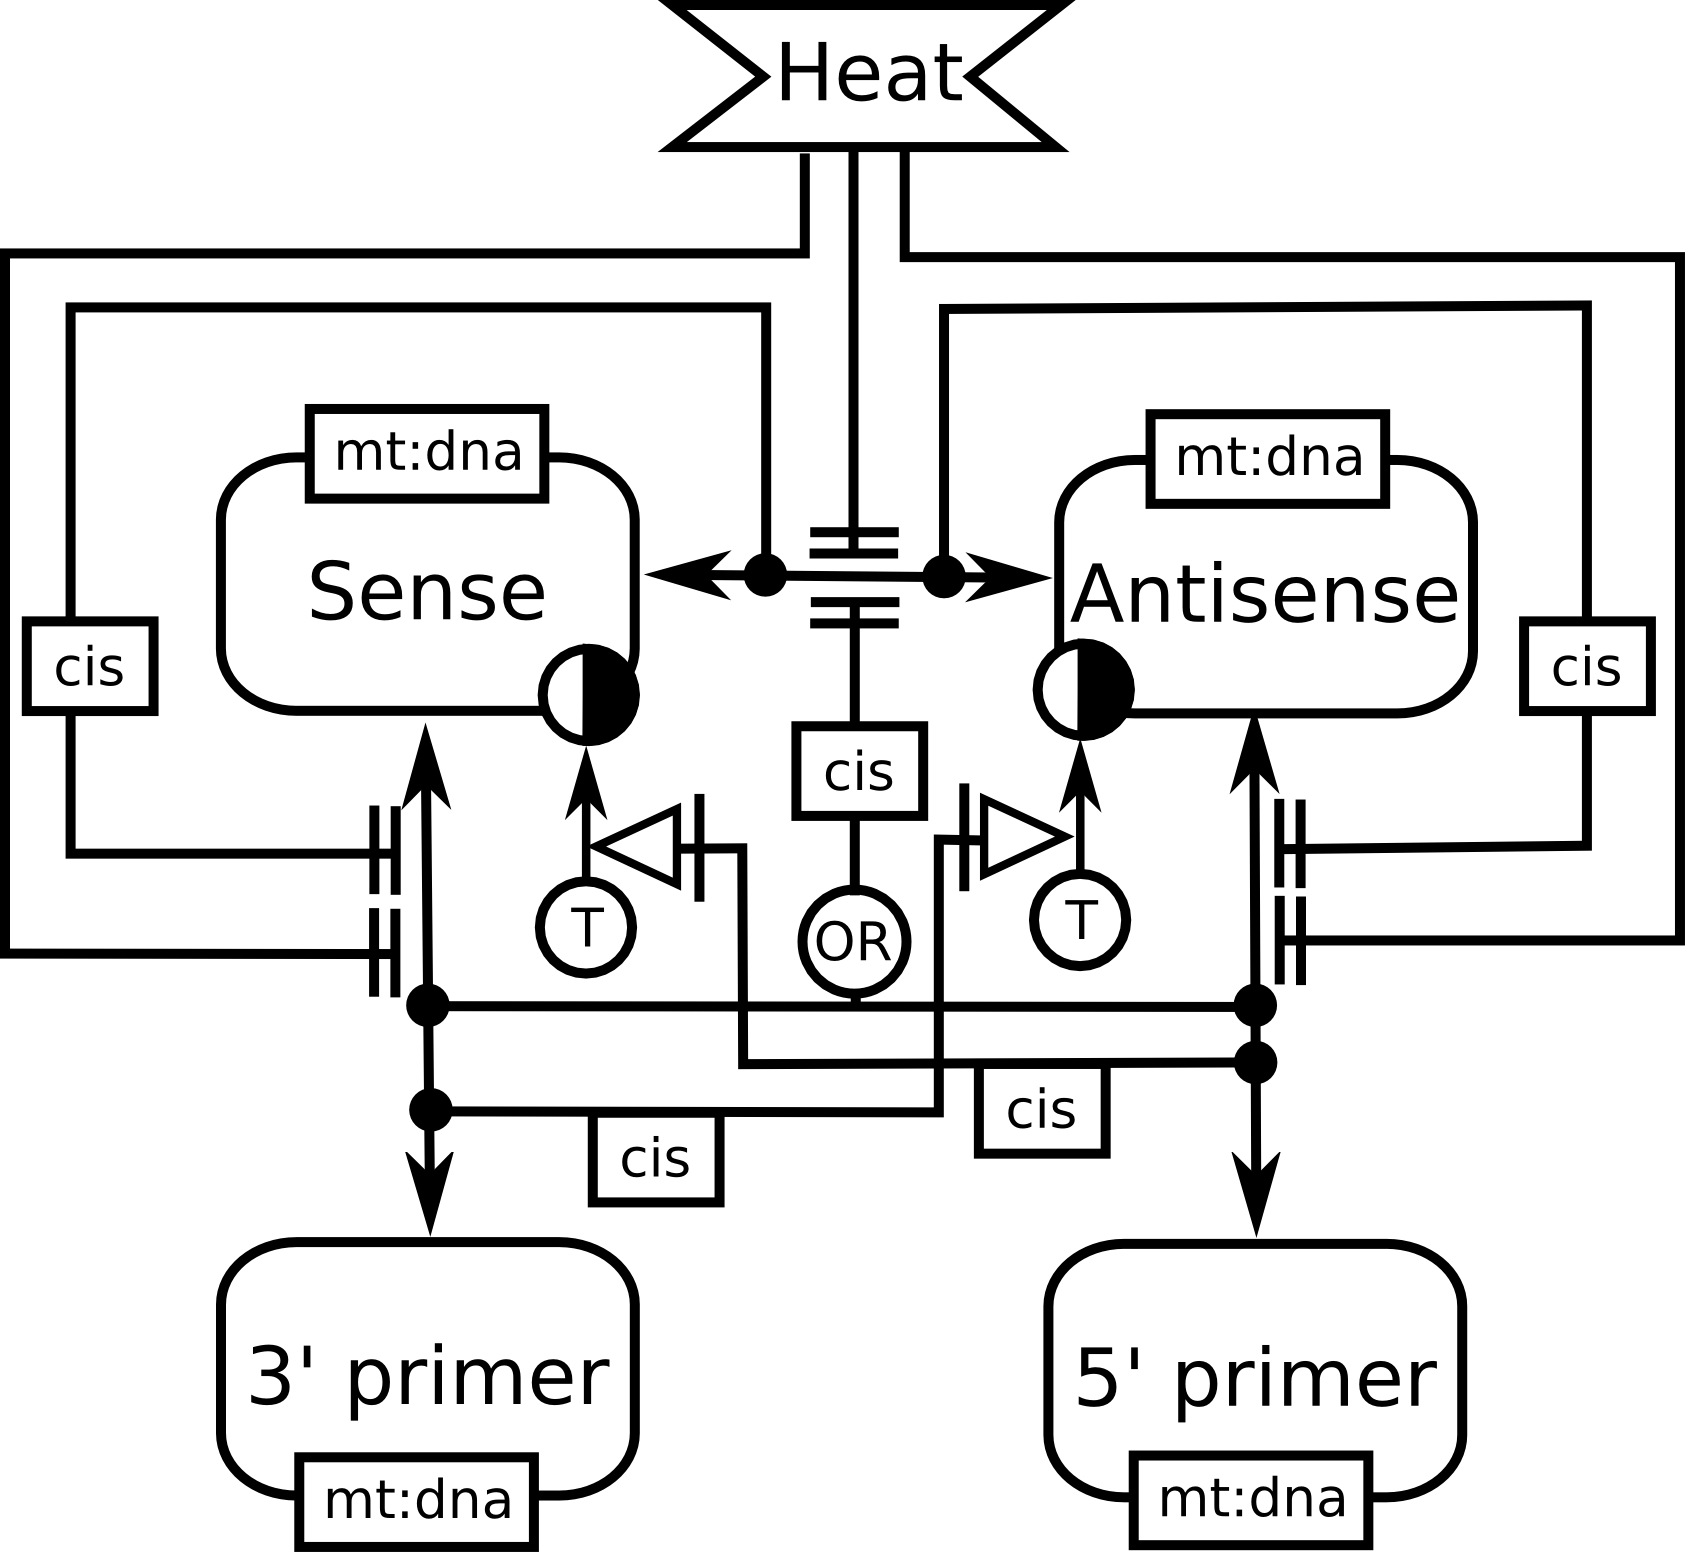 Heat
mt:dna
mt:dna
Sense
Antisense
cis
cis
cis
T
OR
T
cis
cis
3' primer
5' primer
mt:dna
mt:dna